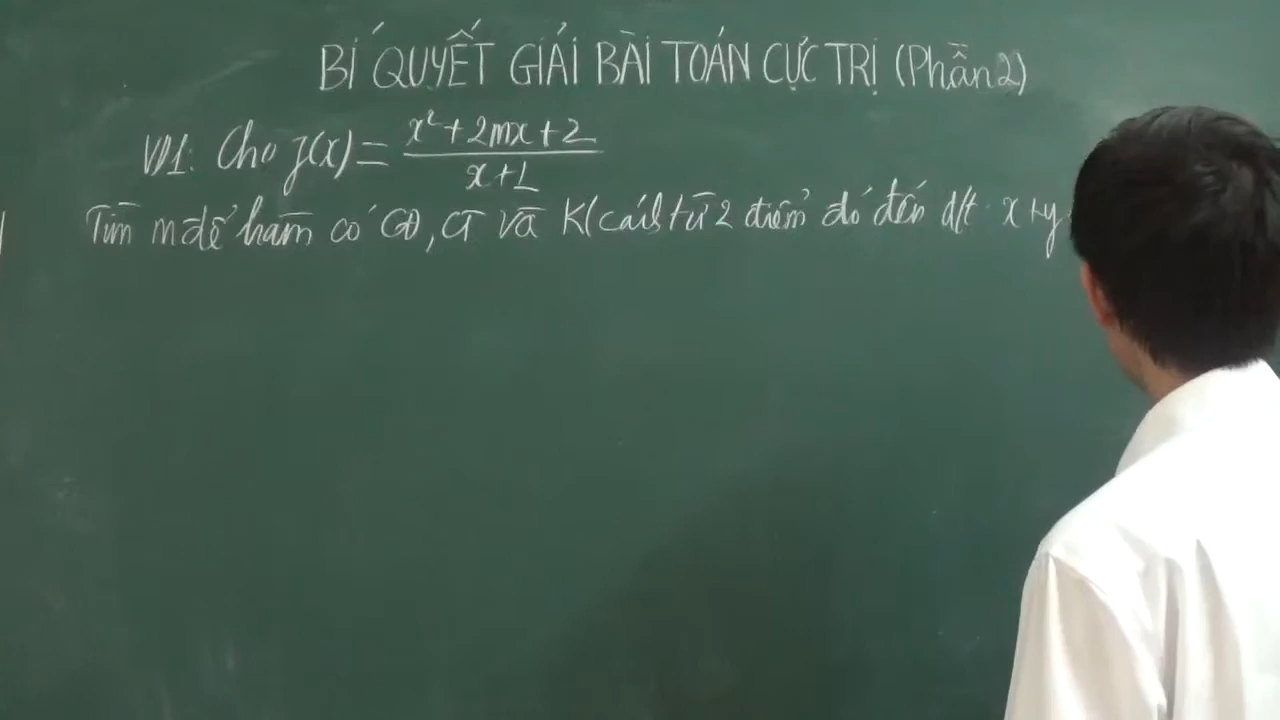 BÍ QUYẾT GIẢI BÀI TOÁN CỰC TRỊ (Phần 2)
VD1: Cho f(x) = \frac{x²+2mx+2}{x+1}
Tìm m để hàm có CĐ, CT và K/cách từ 2 điểm đó đến đ/t x+y